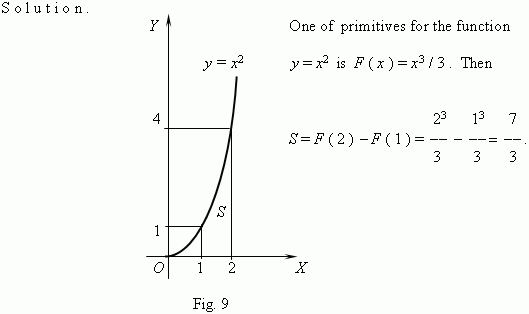 Solution.
One of primitives for the function
y = x² is F ( x ) = x³ / 3 . Then
S = F ( 2 ) – F ( 1 ) = 2³/3 – 1³/3 = 7/3 .
Y
y = x²
4
S
1
O 1 2 X
Fig. 9